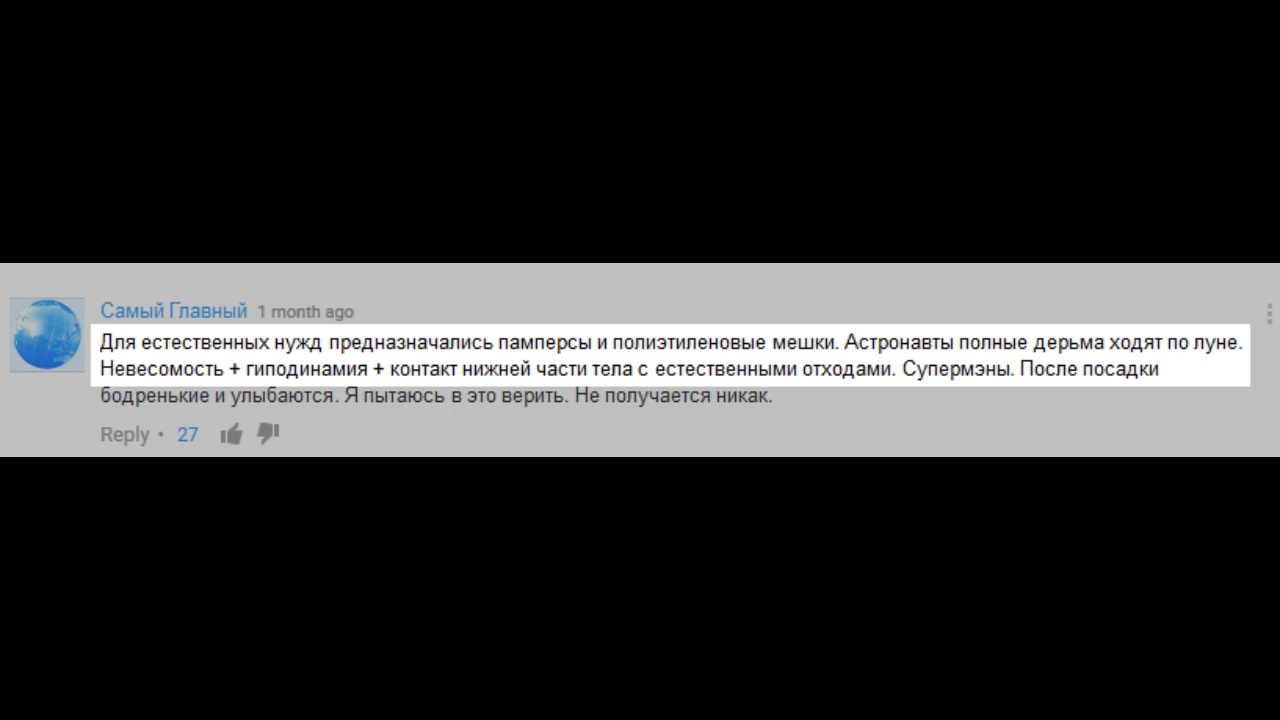 Самый Главный 1 month ago
Для естественных нужд предназначались памперсы и полиэтиленовые мешки. Астронавты полные дерьма ходят по луне.
Невесомость + гиподинамия + контакт нижней части тела с естественными отходами. Супермэны. После посадки
бодренькие и улыбаются. Я пытаюсь в это верить. Не получается никак.
Reply • 27